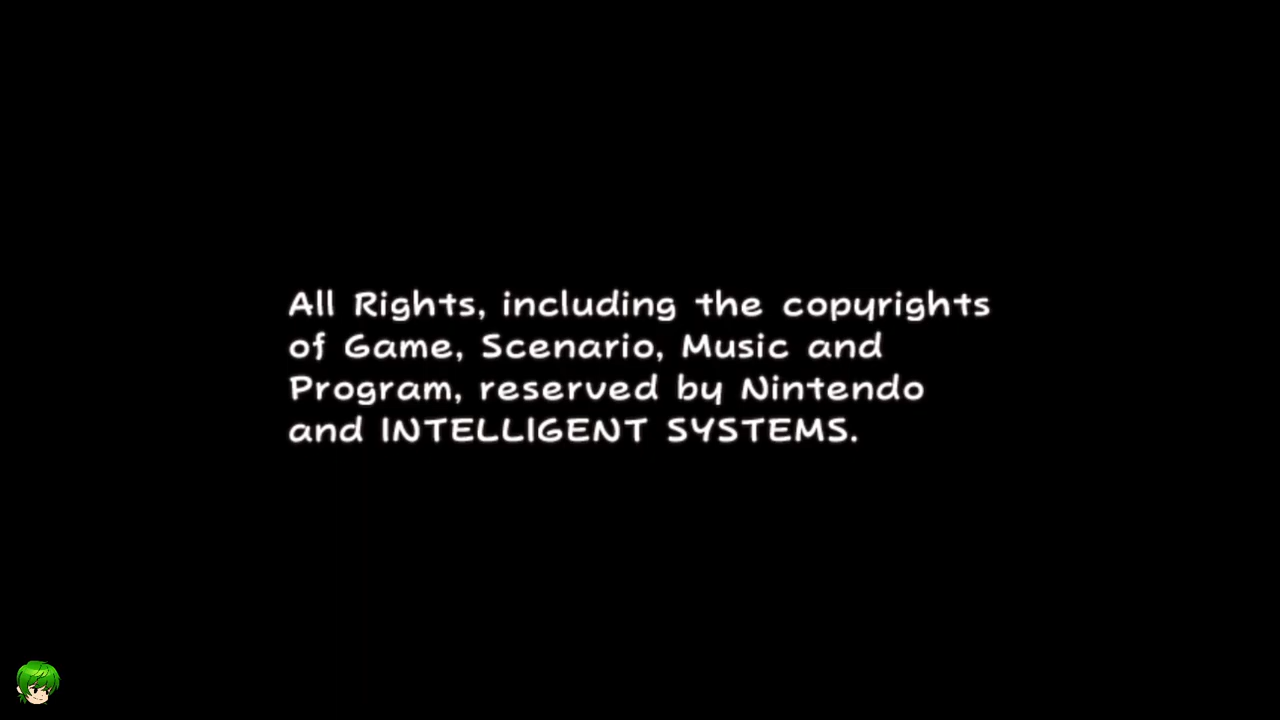 All Rights, including the copyrights
of Game, Scenario, Music and
Program, reserved by Nintendo
and INTELLIGENT SYSTEMS.